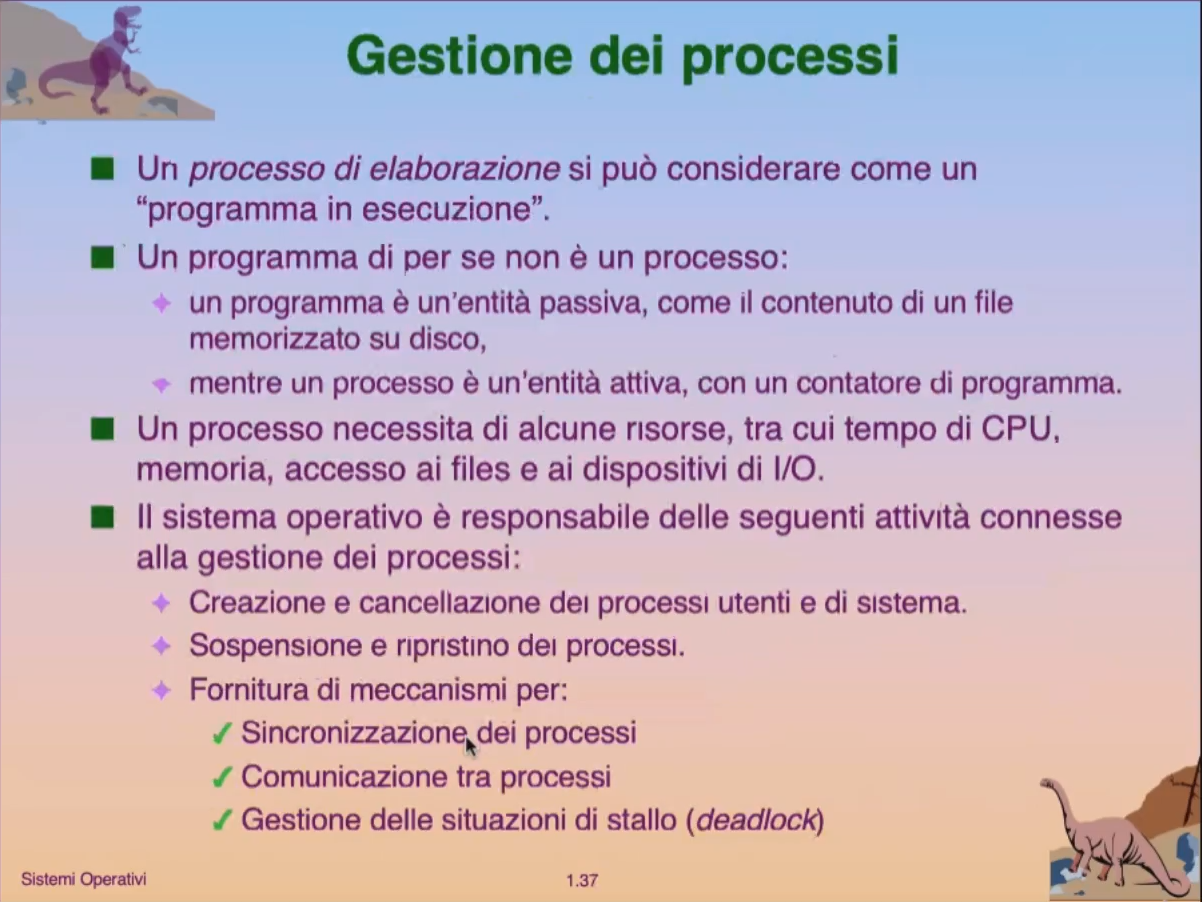 Gestione dei processi
Un processo di elaborazione si può considerare come un
“programma in esecuzione”.
Un programma di per se non è un processo:
un programma è un'entità passiva, come il contenuto di un file
memorizzato su disco,
mentre un processo è un'entità attiva, con un contatore di programma.
Un processo necessita di alcune risorse, tra cui tempo di CPU,
memoria, accesso ai files e ai dispositivi di I/O.
Il sistema operativo è responsabile delle seguenti attività connesse
alla gestione dei processi:
Creazione e cancellazione dei processi utenti e di sistema.
Sospensione e ripristino dei processi.
Fornitura di meccanismi per:
Sincronizzazione dei processi
Comunicazione tra processi
Gestione delle situazioni di stallo (deadlock)
Sistemi Operativi
1.37